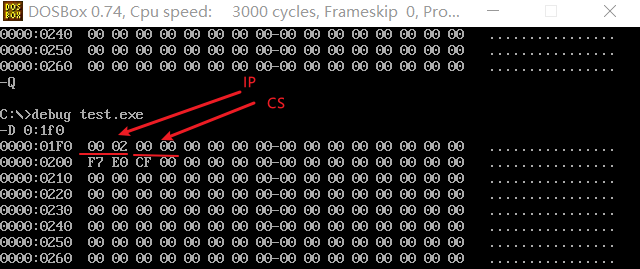 DOS
BOX
DOSBox 0.74, Cpu speed:    3000 cycles, Frameskip  0, Pro...
0000:0240  00 00 00 00 00 00 00 00-00 00 00 00 00 00 00 00   ................
0000:0250  00 00 00 00 00 00 00 00-00 00 00 00 00 00 00 00   ................
0000:0260  00 00 00 00 00 00 00 00-00 00 00 00 00 00 00 00   ................
-Q
IP
CS
C:\>debug test.exe
-D 0:1f0
0000:01F0  00 02 00 00 00 00 00 00-00 00 00 00 00 00 00 00   ................
0000:0200  F7 E0 CF 00 00 00 00 00-00 00 00 00 00 00 00 00   ................
0000:0210  00 00 00 00 00 00 00 00-00 00 00 00 00 00 00 00   ................
0000:0220  00 00 00 00 00 00 00 00-00 00 00 00 00 00 00 00   ................
0000:0230  00 00 00 00 00 00 00 00-00 00 00 00 00 00 00 00   ................
0000:0240  00 00 00 00 00 00 00 00-00 00 00 00 00 00 00 00   ................
0000:0250  00 00 00 00 00 00 00 00-00 00 00 00 00 00 00 00   ................
0000:0260  00 00 00 00 00 00 00 00-00 00 00 00 00 00 00 00   ................